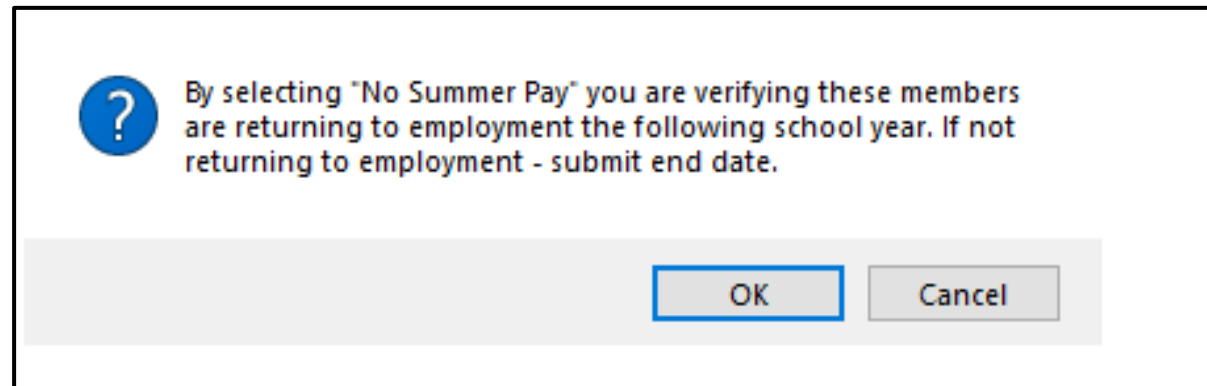 By selecting "No Summer Pay" you are verifying these members
are returning to employment the following school year. If not
returning to employment - submit end date.
OK
Cancel